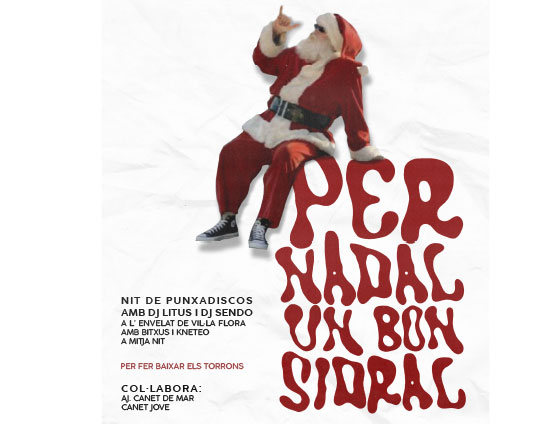 PER
NADAL
UN BON
SIDRAL
NIT DE PUNXADISCOS
AMB DJ LITUS I DJ SENDO
A L' ENVELAT DE VIL·LA FLORA
AMB BITXUS I KNETEO
A MITJA NIT
PER FER BAIXAR ELS TORRONS
COL·LABORA:
AJ. CANET DE MAR
CANET JOVE